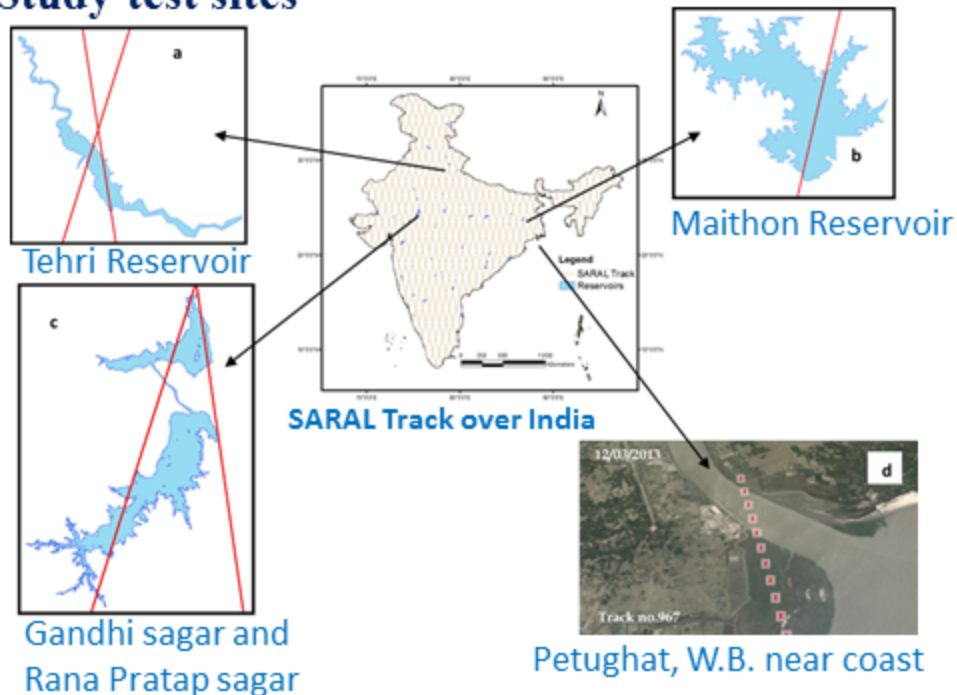 Study test sites
a
Tehri Reservoir
N
Legend
SARAL Track
Reservoirs
SARAL Track over India
b
Maithon Reservoir
c
Gandhi sagar and
Rana Pratap sagar
12/03/2013
d
Track no.967
Petughat, W.B. near coast